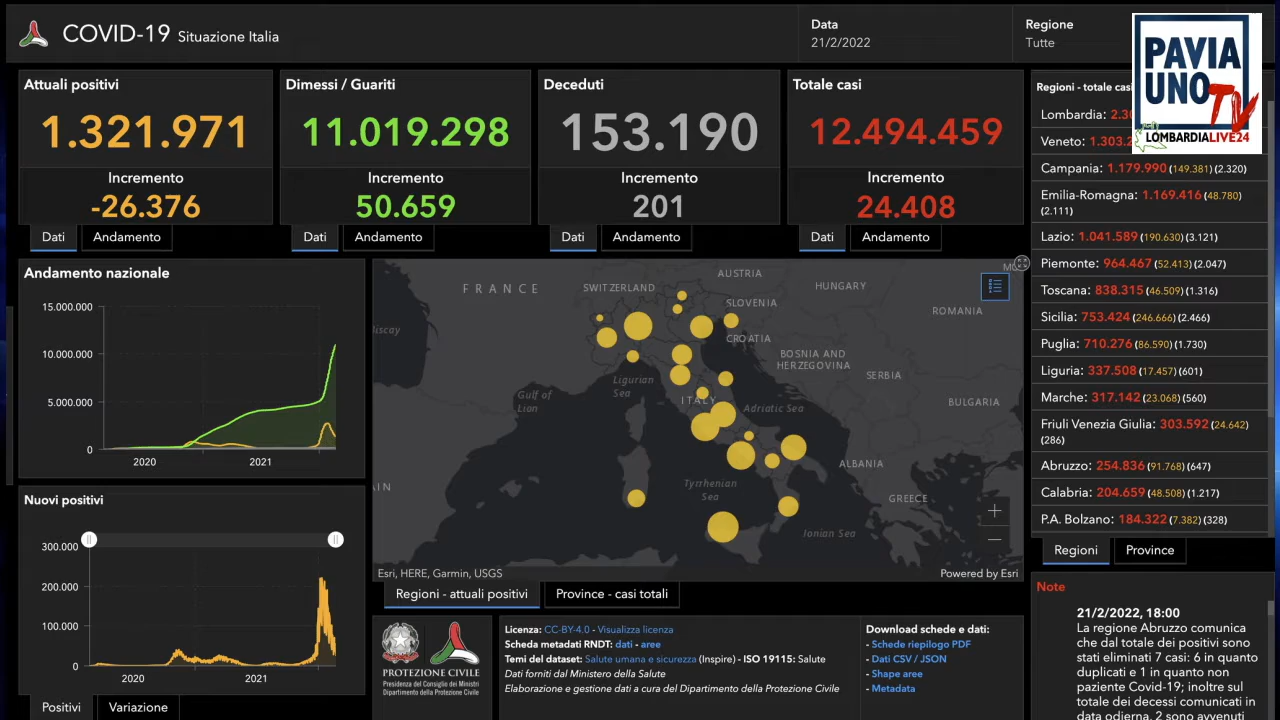 COVID-19 Situazione Italia
Data
21/2/2022
Regione
Tutte
PAVIA
UNO TV
LOMBARDIALIVE24
Attuali positivi
1.321.971
Incremento
-26.376
Dati
Andamento
Dimessi / Guariti
11.019.298
Incremento
50.659
Dati
Andamento
Deceduti
153.190
Incremento
201
Dati
Andamento
Totale casi
12.494.459
Incremento
24.408
Dati
Andamento
Regioni - totale casi
Lombardia:
Veneto:
Campania: 1.179.990 (149.381) (2.320)
Emilia-Romagna: 1.169.416 (48.780)
(2.111)
Lazio: 1.041.589 (190.630) (3.121)
Piemonte: 964.467 (52.413) (2.047)
Toscana: 838.315 (46.509) (1.316)
Sicilia: 753.424 (246.666) (2.466)
Puglia: 710.276 (86.590) (1.730)
Liguria: 337.508 (17.457) (601)
Marche: 317.142 (23.068) (560)
Friuli Venezia Giulia: 303.592 (24.642)
(286)
Abruzzo: 254.836 (91.768) (647)
Calabria: 204.659 (48.508) (1.217)
P.A. Bolzano: 184.322 (7.382) (328)
Regioni
Province
Andamento nazionale
15.000.000
10.000.000
5.000.000
0
2020
2021
Nuovi positivi
300.000
200.000
100.000
0
2020
2021
Positivi
Variazione
FRANCE
SWITZERLAND
AUSTRIA
HUNGARY
SLOVENIA
ROMANIA
CROATIA
BOSNIA AND
HERZEGOVINA
SERBIA
Ligurian
Sea
Gulf of
Lion
ITALY
Adriatic Sea
BULGARIA
ALBANIA
Tyrrhenian
Sea
GREECE
Ionian Sea
Esri, HERE, Garmin, USGS
Powered by Esri
Regioni - attuali positivi
Province - casi totali
PROTEZIONE CIVILE
Presidenza del Consiglio dei Ministri
Dipartimento della Protezione Civile
Licenza: CC-BY-4.0 - Visualizza licenza
Scheda metadati RNDT: dati - aree
Temi del dataset: Salute umana e sicurezza (Inspire) - ISO 19115: Salute
Dati forniti dal Ministero della Salute
Elaborazione e gestione dati a cura del Dipartimento della Protezione Civile
Download schede e dati:
- Schede riepilogo PDF
- Dati CSV / JSON
- Shape aree
- Metadata
Note
21/2/2022, 18:00
La regione Abruzzo comunica
che dal totale dei positivi sono
stati eliminati 7 casi: 6 in quanto
duplicati e 1 in quanto non
paziente Covid-19; inoltre sul
totale dei decessi comunicati in
data odierna, 2 sono avvenuti